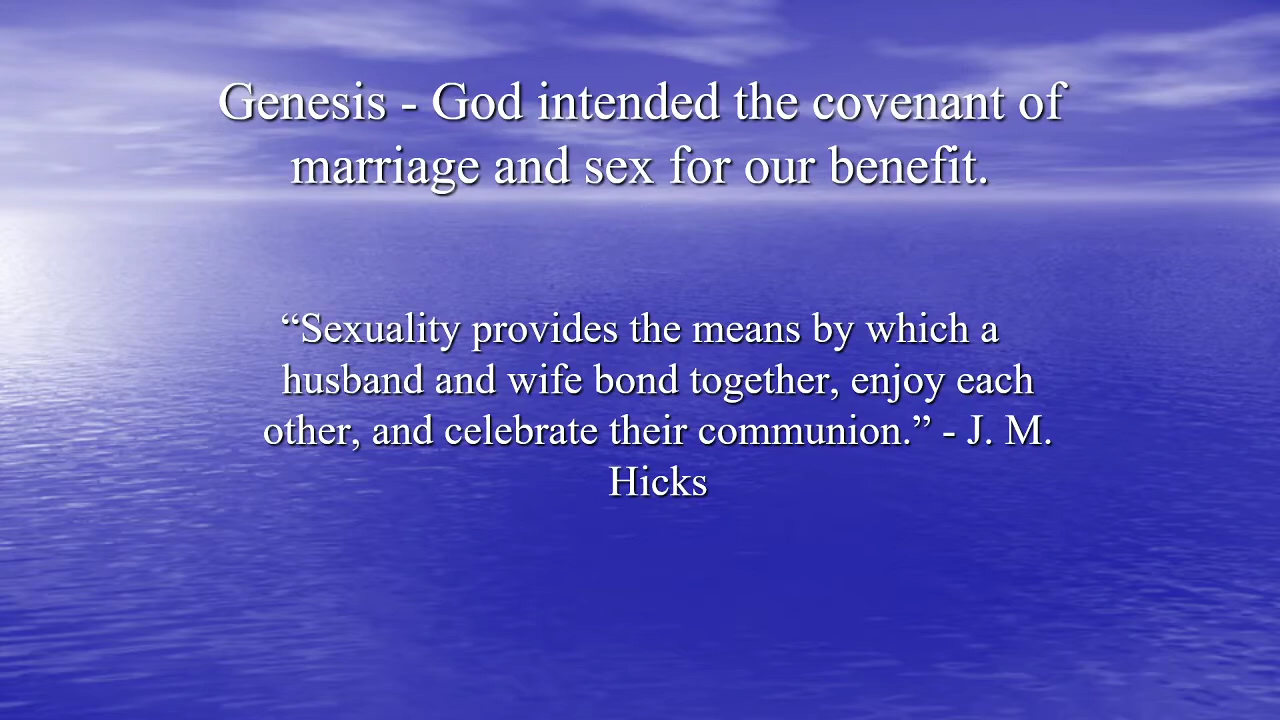 Genesis - God intended the covenant of
marriage and sex for our benefit.
“Sexuality provides the means by which a
husband and wife bond together, enjoy each
other, and celebrate their communion.” - J. M.
Hicks